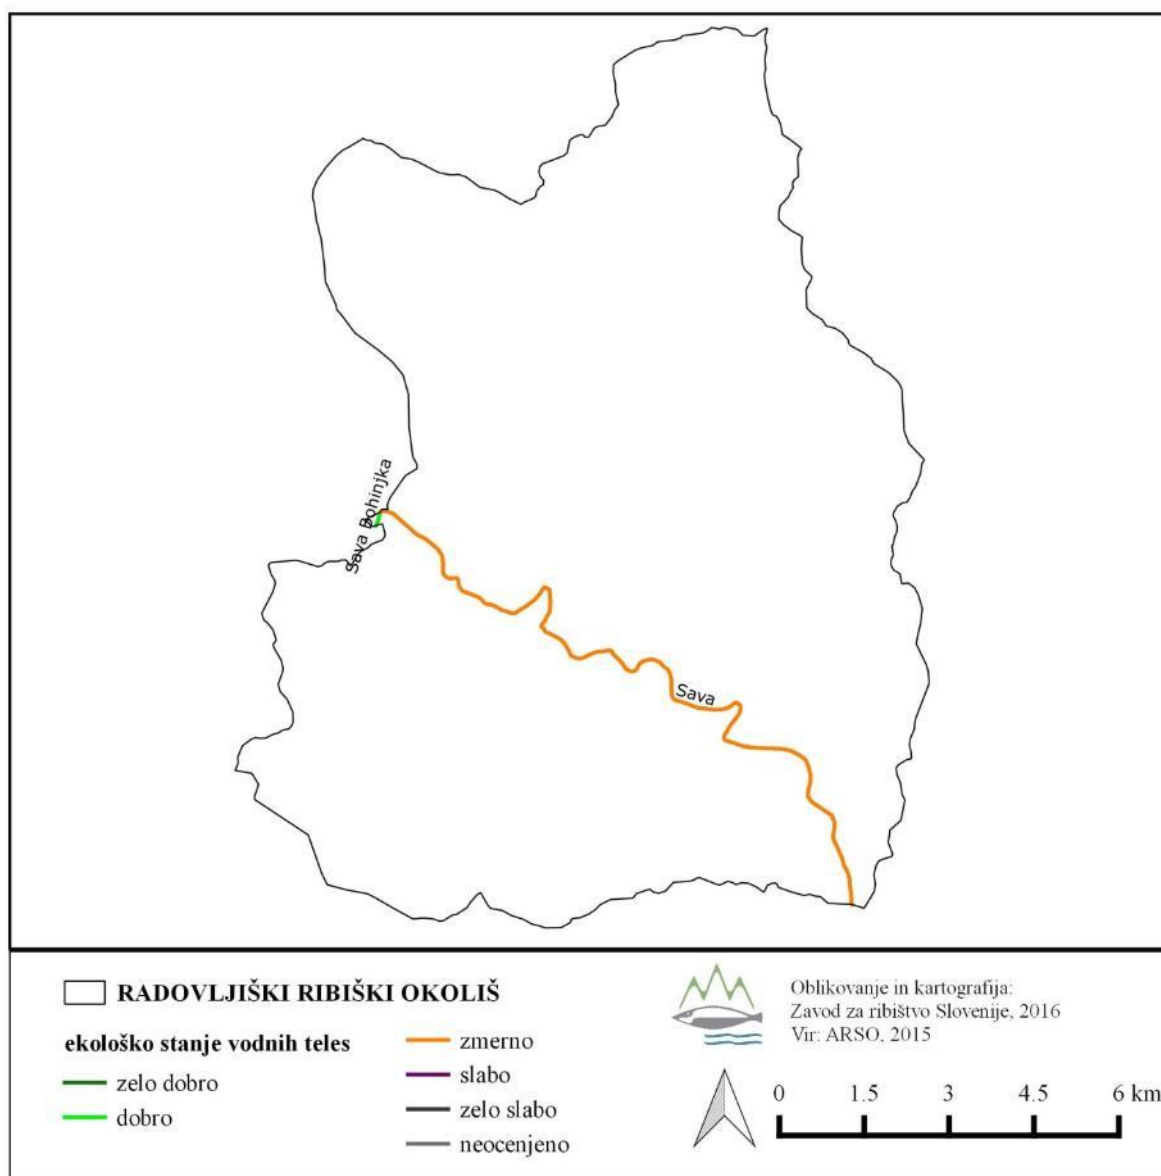 Sava Bohinjka
Sava
RADOVLJIŠKI RIBIŠKI OKOLIŠ
ekološko stanje vodnih teles
zelo dobro
dobro
zmerno
slabo
zelo slabo
neocenjeno
Oblikovanje in kartografija:
Zavod za ribištvo Slovenije, 2016
Vir: ARSO, 2015
0 1.5 3 4.5 6 km